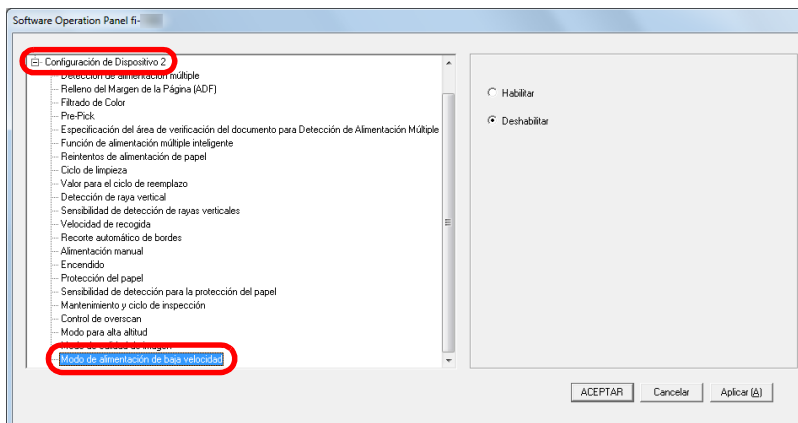 Software Operation Panel fi-
Configuración de Dispositivo 2
Detección de alimentación múltiple
Relleno del Margen de la Página (ADF)
Filtrado de Color
Pre-Pick
Especificación del área de verificación del documento para Detección de Alimentación Múltiple
Función de alimentación múltiple inteligente
Reintentos de alimentación de papel
Ciclo de limpieza
Valor para el ciclo de reemplazo
Detección de raya vertical
Sensibilidad de detección de rayas verticales
Velocidad de recogida
Recorte automático de bordes
Alimentación manual
Encendido
Protección del papel
Sensibilidad de detección para la protección del papel
Mantenimiento y ciclo de inspección
Control de overscan
Modo para alta altitud
Modo de calidad de imagen
Modo de alimentación de baja velocidad
Habilitar
Deshabilitar
ACEPTAR
Cancelar
Aplicar (A)